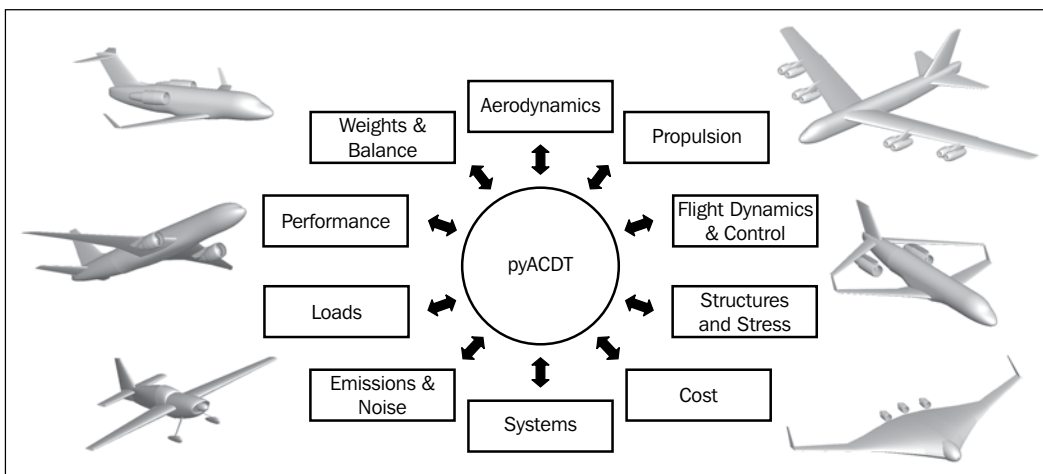 Aerodynamics
Weights &
Balance
Propulsion
Performance
Flight Dynamics
& Control
pyACDT
Loads
Structures
and Stress
Emissions &
Noise
Cost
Systems